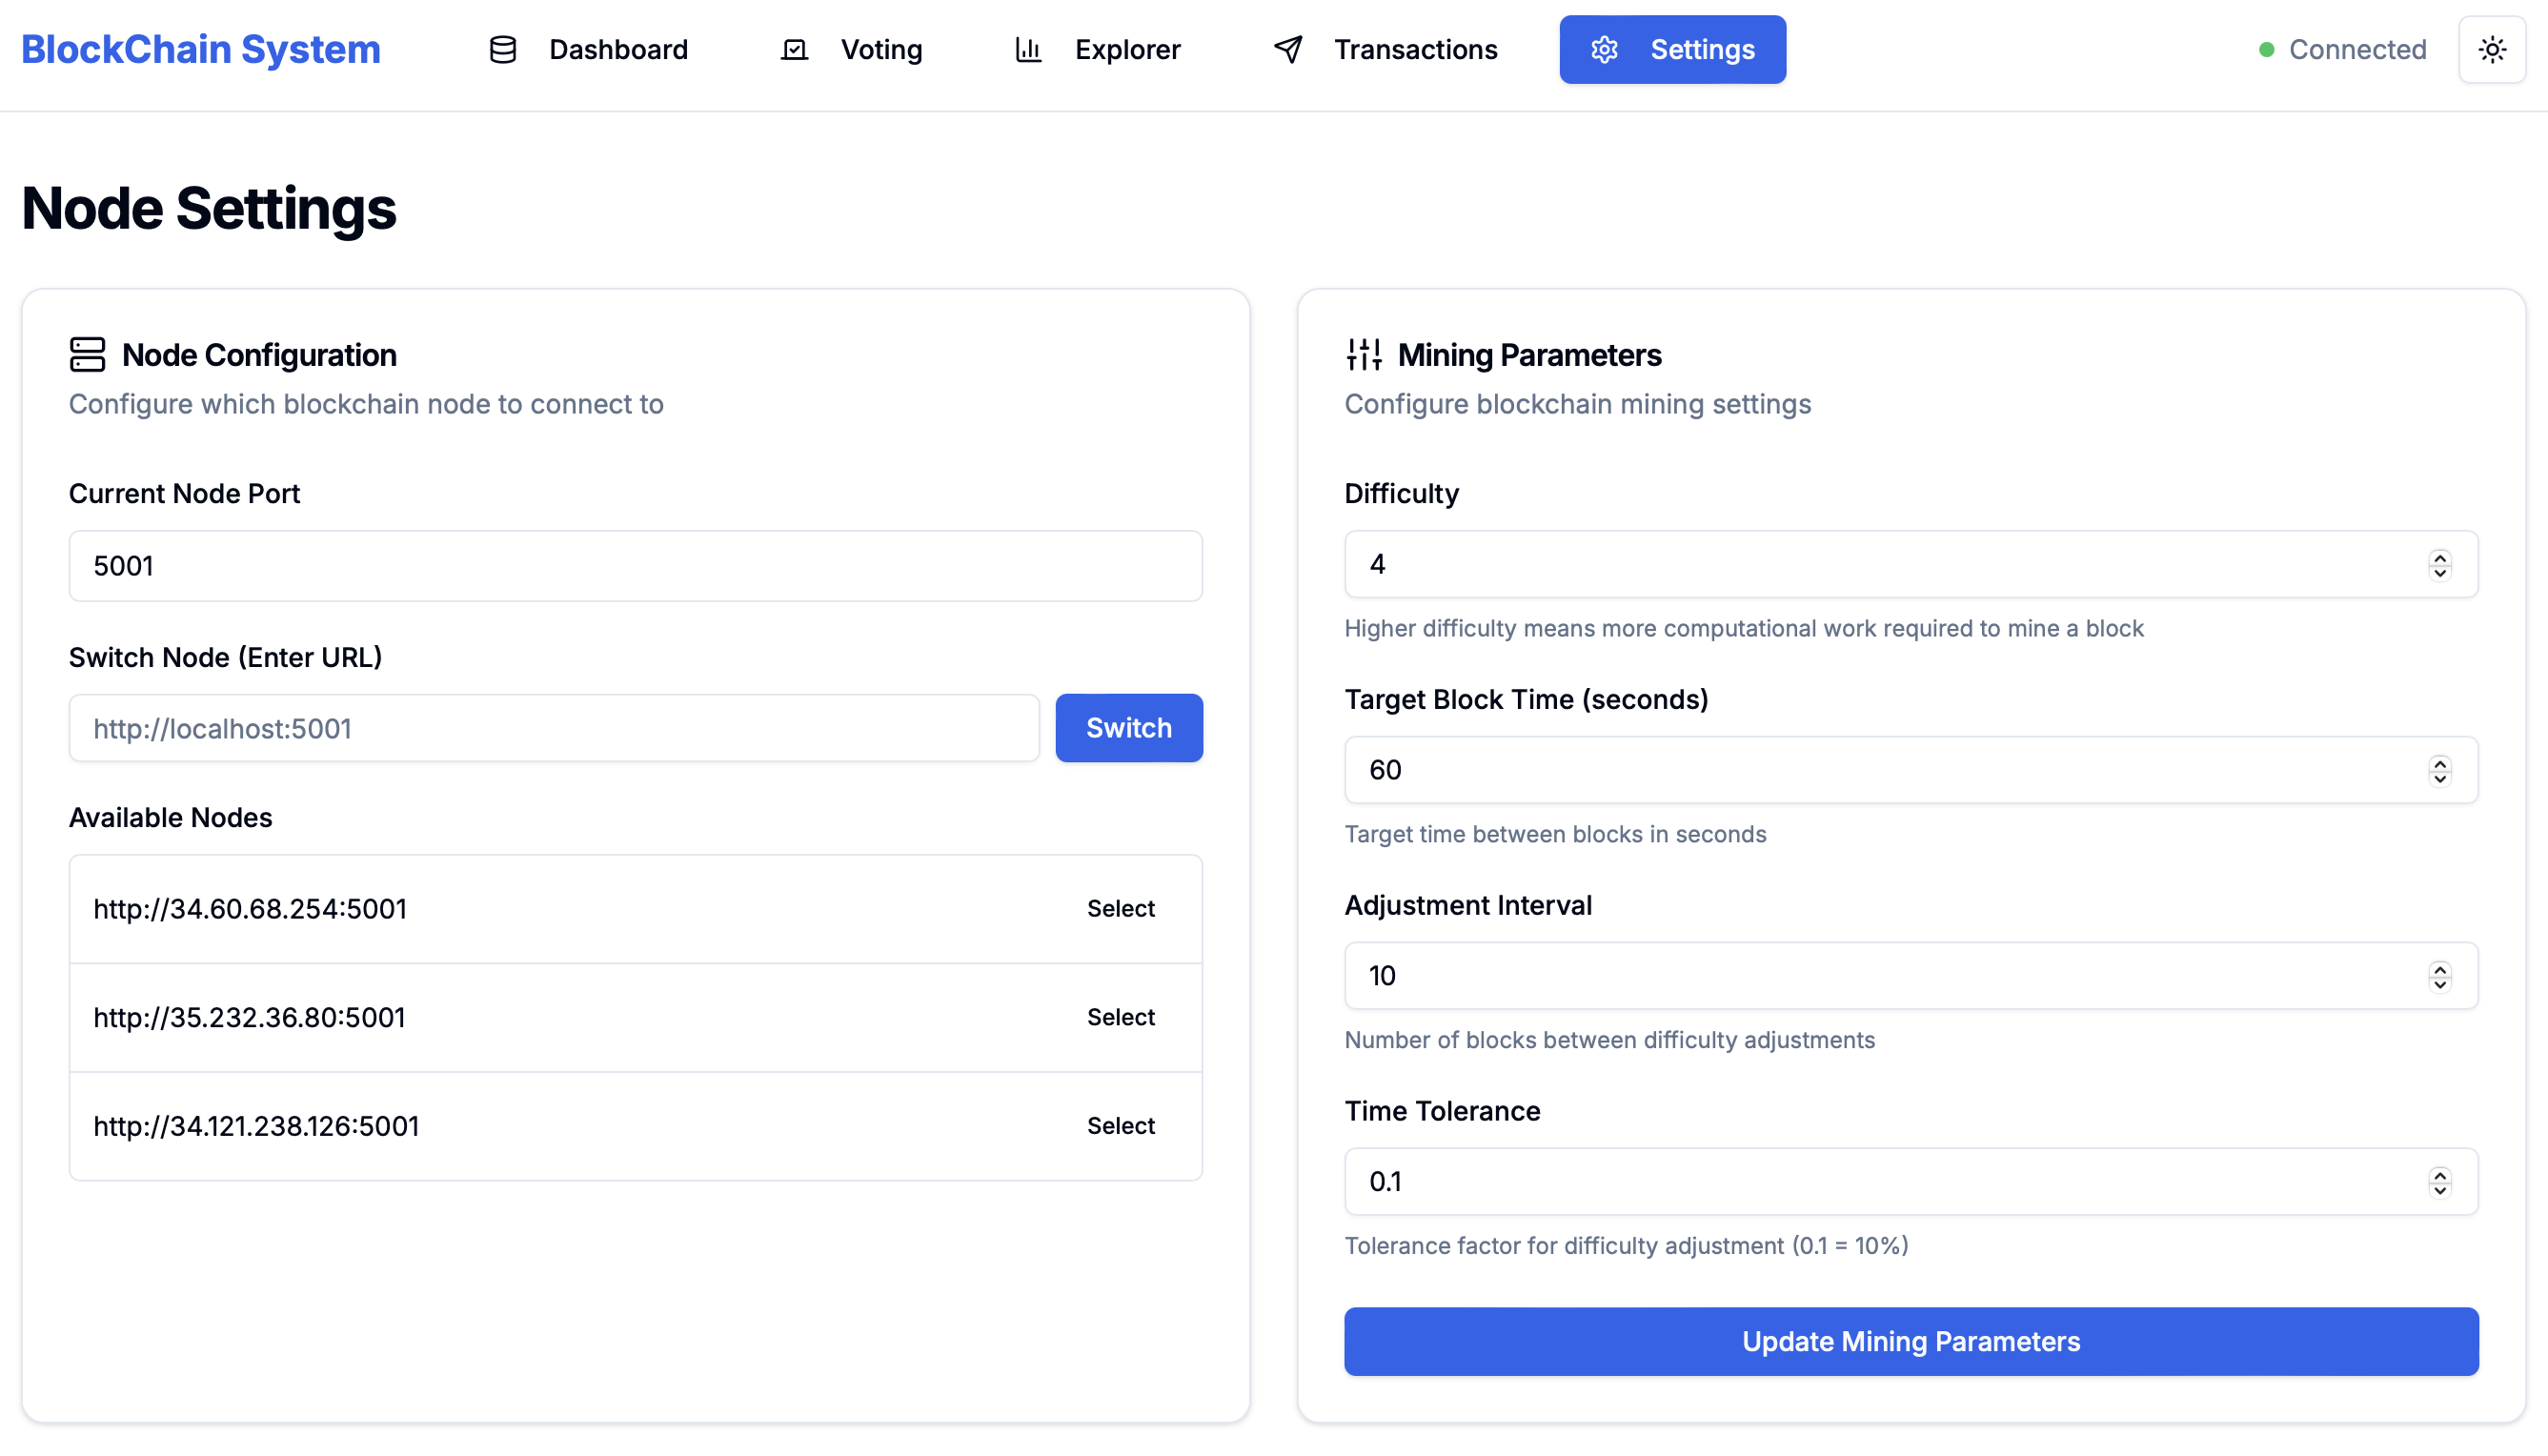 BlockChain System
Dashboard
Voting
Explorer
Transactions
Settings
Connected
Node Settings
Node Configuration
Configure which blockchain node to connect to
Current Node Port
5001
Switch Node (Enter URL)
http://localhost:5001
Switch
Available Nodes
http://34.60.68.254:5001
Select
http://35.232.36.80:5001
Select
http://34.121.238.126:5001
Select
Mining Parameters
Configure blockchain mining settings
Difficulty
4
Higher difficulty means more computational work required to mine a block
Target Block Time (seconds)
60
Target time between blocks in seconds
Adjustment Interval
10
Number of blocks between difficulty adjustments
Time Tolerance
0.1
Tolerance factor for difficulty adjustment (0.1 = 10%)
Update Mining Parameters